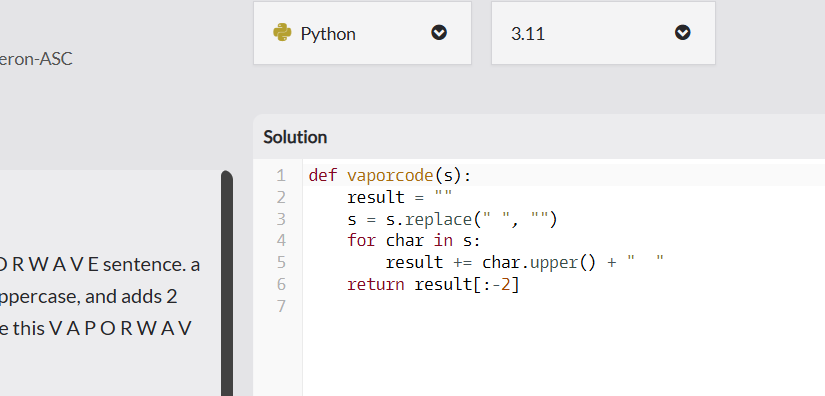 Python
3.11
eron-ASC
Solution
1 def vaporcode(s):
2     result = ""
3     s = s.replace(" ", "")
4     for char in s:
5         result += char.upper() + "  "
6     return result[:-2]
7
O R W A V E sentence. a
ppercase, and adds 2
e this V A P O R W A V